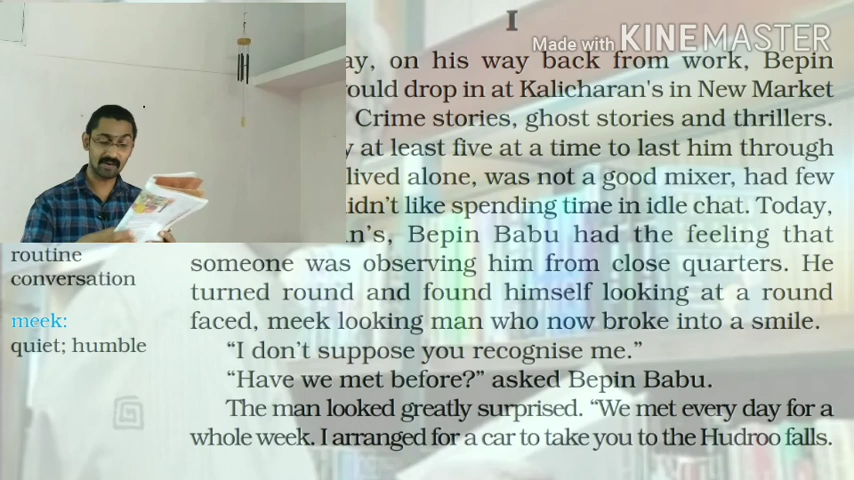 I
Made with KINEMASTER
ay, on his way back from work, Bepin
ould drop in at Kalicharan's in New Market
Crime stories, ghost stories and thrillers.
y at least five at a time to last him through
lived alone, was not a good mixer, had few
idn't like spending time in idle chat. Today,
n's, Bepin Babu had the feeling that
routine
conversation
meek:
quiet; humble
someone was observing him from close quarters. He
turned round and found himself looking at a round
faced, meek looking man who now broke into a smile.
“I don't suppose you recognise me.”
“Have we met before?” asked Bepin Babu.
The man looked greatly surprised. “We met every day for a
whole week. I arranged for a car to take you to the Hudroo falls.